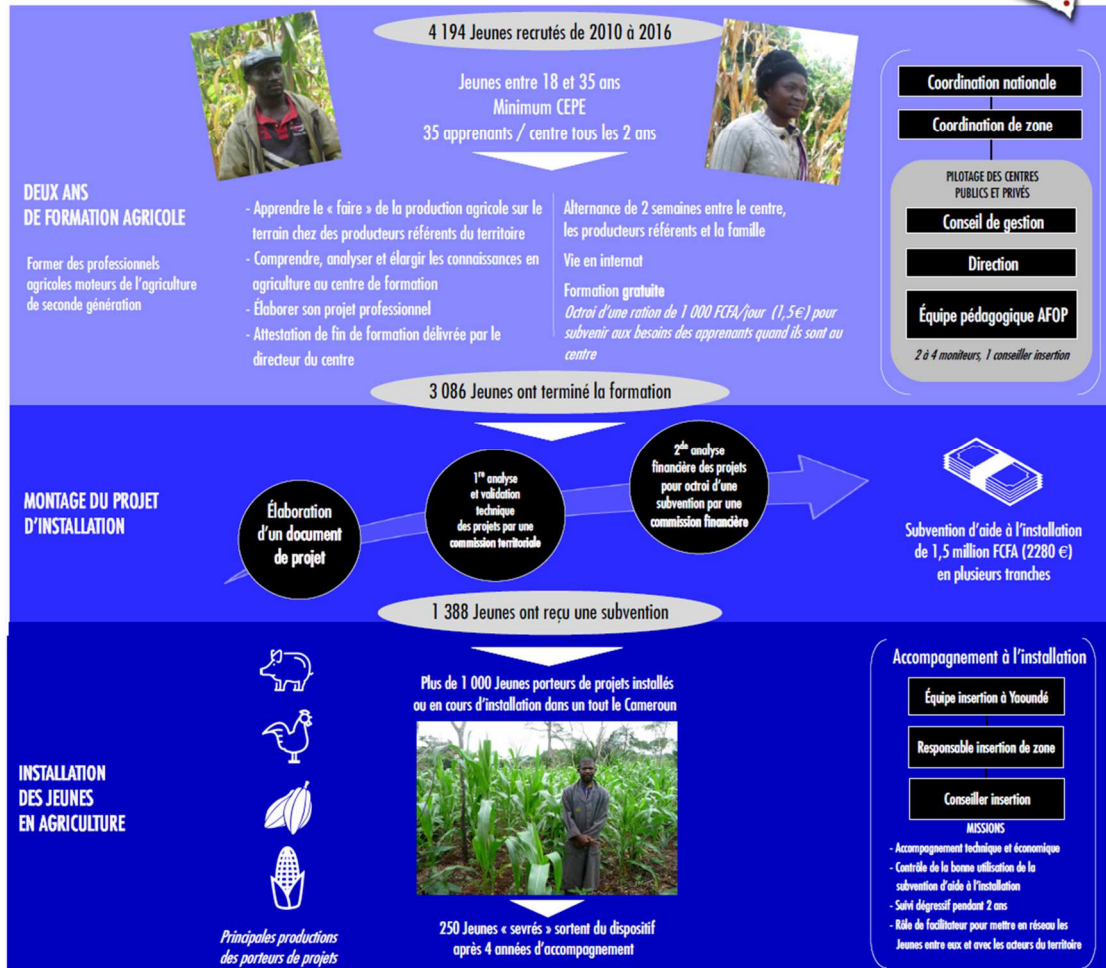 4 194 Jeunes recrutés de 2010 à 2016
Jeunes entre 18 et 35 ans
Minimum CEPE
35 apprenants / centre tous les 2 ans
DEUX ANS
DE FORMATION AGRICOLE
Former des professionnels
agricoles moteurs de l'agriculture
de seconde génération
- Apprendre le « faire » de la production agricole sur le
terrain chez des producteurs référents du territoire
- Comprendre, analyser et élargir les connaissances en
agriculture au centre de formation
- Élaborer son projet professionnel
- Attestation de fin de formation délivrée par le
directeur du centre
Alternance de 2 semaines entre le centre,
les producteurs référents et la famille
Vie en internat
Formation gratuite
Octroi d'une ration de 1 000 FCFA/jour (1,5€) pour
subvenir aux besoins des apprenants quand ils sont au
centre
Coordination nationale
Coordination de zone
PILOTAGE DES CENTRES
PUBLICS ET PRIVÉS
Conseil de gestion
Direction
Équipe pédagogique AFOP
2 à 4 moniteurs, 1 conseiller insertion
3 086 Jeunes ont terminé la formation
MONTAGE DU PROJET
D'INSTALLATION
Élaboration
d'un document
de projet
1re analyse
et validation
technique
des projets par une
commission territoriale
2de analyse
financière des projets
pour octroi d'une
subvention par une
commission financière
Subvention d'aide à l'installation
de 1,5 million FCFA (2280 €)
en plusieurs tranches
1 388 Jeunes ont reçu une subvention
INSTALLATION
DES JEUNES
EN AGRICULTURE
Principales productions
des porteurs de projets
Plus de 1 000 Jeunes porteurs de projets installés
ou en cours d'installation dans un tout le Cameroun
250 Jeunes « sevrés » sortent du dispositif
après 4 années d'accompagnement
Accompagnement à l'installation
Équipe insertion à Yaoundé
Responsable insertion de zone
Conseiller insertion
MISSIONS
- Accompagnement technique et économique
- Contrôle de la bonne utilisation de la
subvention d'aide à l'installation
- Suivi dégressif pendant 2 ans
- Rôle de facilitateur pour mettre en réseau les
Jeunes entre eux et avec les acteurs du territoire